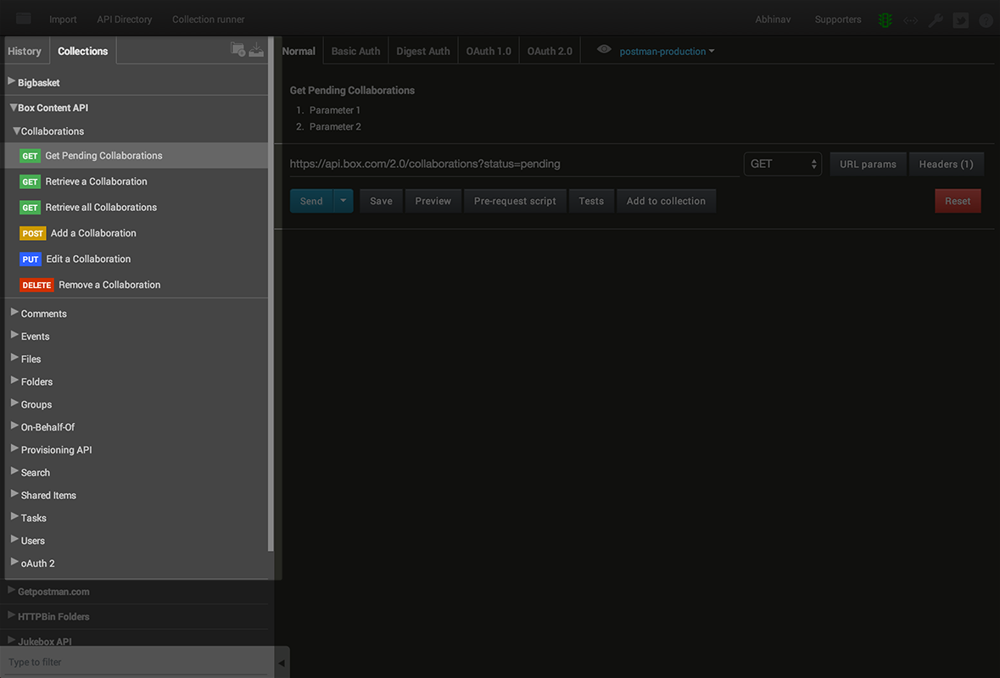 Import API Directory Collection runner Abhinav Supporters
History Collections
Normal Basic Auth Digest Auth OAuth 1.0 OAuth 2.0 postman-production
Bigbasket
Box Content API
Collaborations
GET Get Pending Collaborations
GET Retrieve a Collaboration
GET Retrieve all Collaborations
POST Add a Collaboration
PUT Edit a Collaboration
DELETE Remove a Collaboration
Comments
Events
Files
Folders
Groups
On-Behalf-Of
Provisioning API
Search
Shared Items
Tasks
Users
oAuth 2
Getpostman.com
HTTPBin Folders
Jukebox API
Type to filter
Get Pending Collaborations
1. Parameter 1
2. Parameter 2
https://api.box.com/2.0/collaborations?status=pending GET URL params Headers (1)
Send Save Preview Pre-request script Tests Add to collection Reset